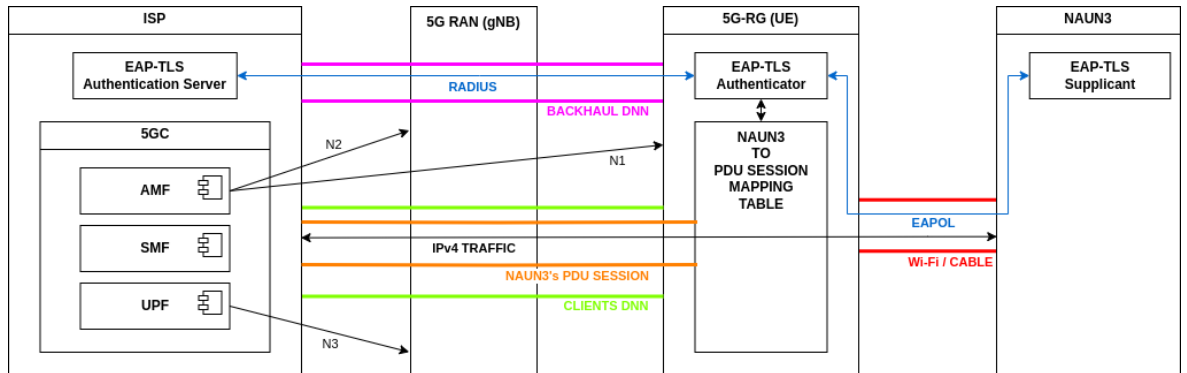 ISP
5G RAN (gNB)
5G-RG (UE)
NAUN3
EAP-TLS
Authentication Server
RADIUS
BACKHAUL DNN
EAP-TLS
Authenticator
EAP-TLS
Supplicant
5GC
AMF
SMF
UPF
N2
N1
N3
NAUN3
TO
PDU SESSION
MAPPING
TABLE
EAPOL
IPv4 TRAFFIC
NAUN3's PDU SESSION
CLIENTS DNN
Wi-Fi / CABLE